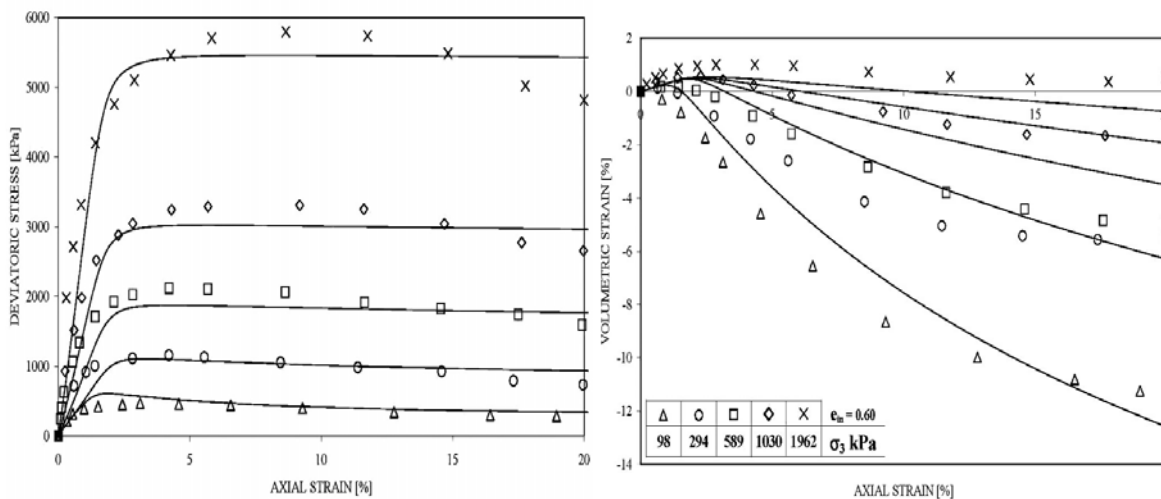 DEVIATORIC STRESS [kPa]
6000
5000
4000
3000
2000
1000
0
0 5 10 15 20
AXIAL STRAIN [%]
VOLUMETRIC STRAIN [%]
2
0
-2
-4
-6
-8
-10
-12
-14
0 5 10 15
e_in = 0.60
98 294 589 1030 1962 σ3 kPa
AXIAL STRAIN [%]